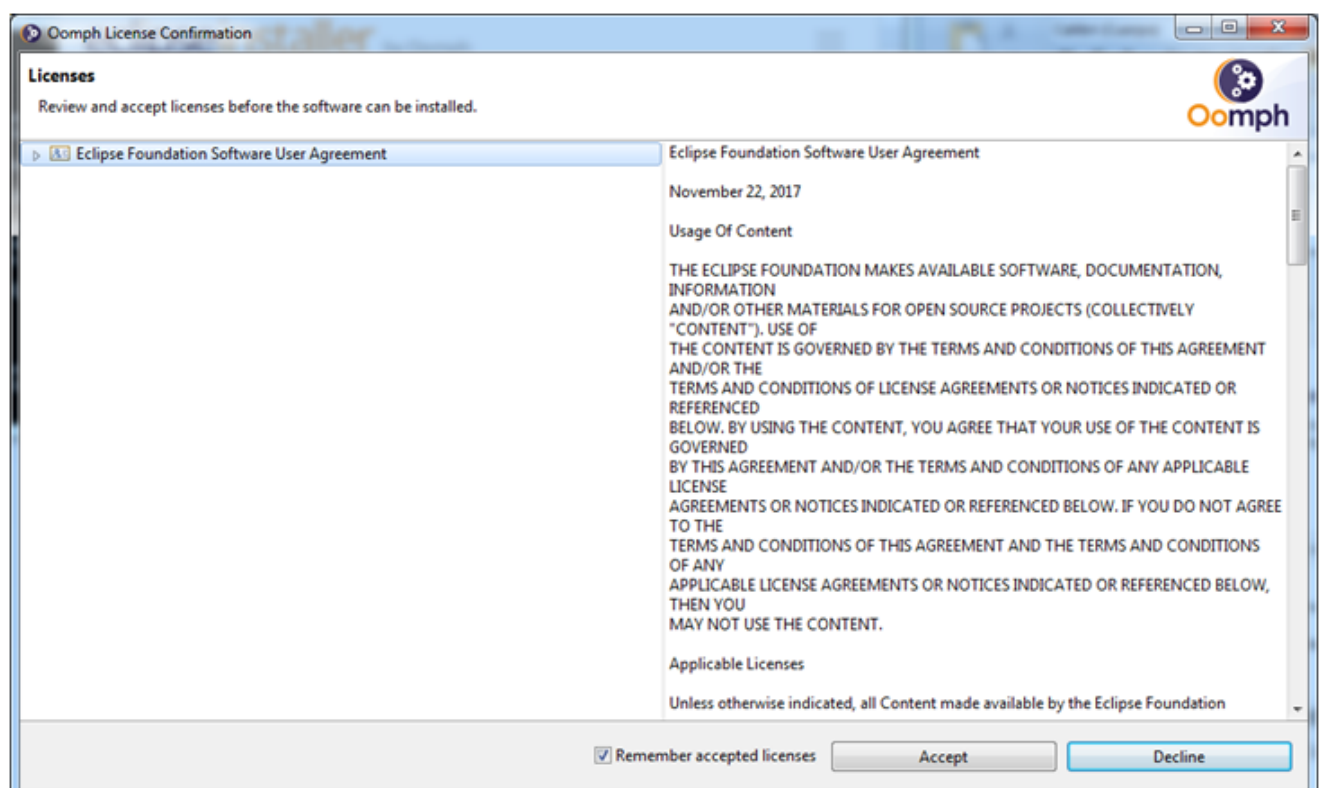 Oomph License Confirmation
Licenses
Review and accept licenses before the software can be installed.
Oomph
Eclipse Foundation Software User Agreement
Eclipse Foundation Software User Agreement
November 22, 2017
Usage Of Content
THE ECLIPSE FOUNDATION MAKES AVAILABLE SOFTWARE, DOCUMENTATION,
INFORMATION
AND/OR OTHER MATERIALS FOR OPEN SOURCE PROJECTS (COLLECTIVELY
"CONTENT"). USE OF
THE CONTENT IS GOVERNED BY THE TERMS AND CONDITIONS OF THIS AGREEMENT
AND/OR THE
TERMS AND CONDITIONS OF LICENSE AGREEMENTS OR NOTICES INDICATED OR
REFERENCED
BELOW. BY USING THE CONTENT, YOU AGREE THAT YOUR USE OF THE CONTENT IS
GOVERNED
BY THIS AGREEMENT AND/OR THE TERMS AND CONDITIONS OF ANY APPLICABLE
LICENSE
AGREEMENTS OR NOTICES INDICATED OR REFERENCED BELOW. IF YOU DO NOT AGREE
TO THE
TERMS AND CONDITIONS OF THIS AGREEMENT AND THE TERMS AND CONDITIONS
OF ANY
APPLICABLE LICENSE AGREEMENTS OR NOTICES INDICATED OR REFERENCED BELOW,
THEN YOU
MAY NOT USE THE CONTENT.
Applicable Licenses
Unless otherwise indicated, all Content made available by the Eclipse Foundation
Remember accepted licenses
Accept
Decline